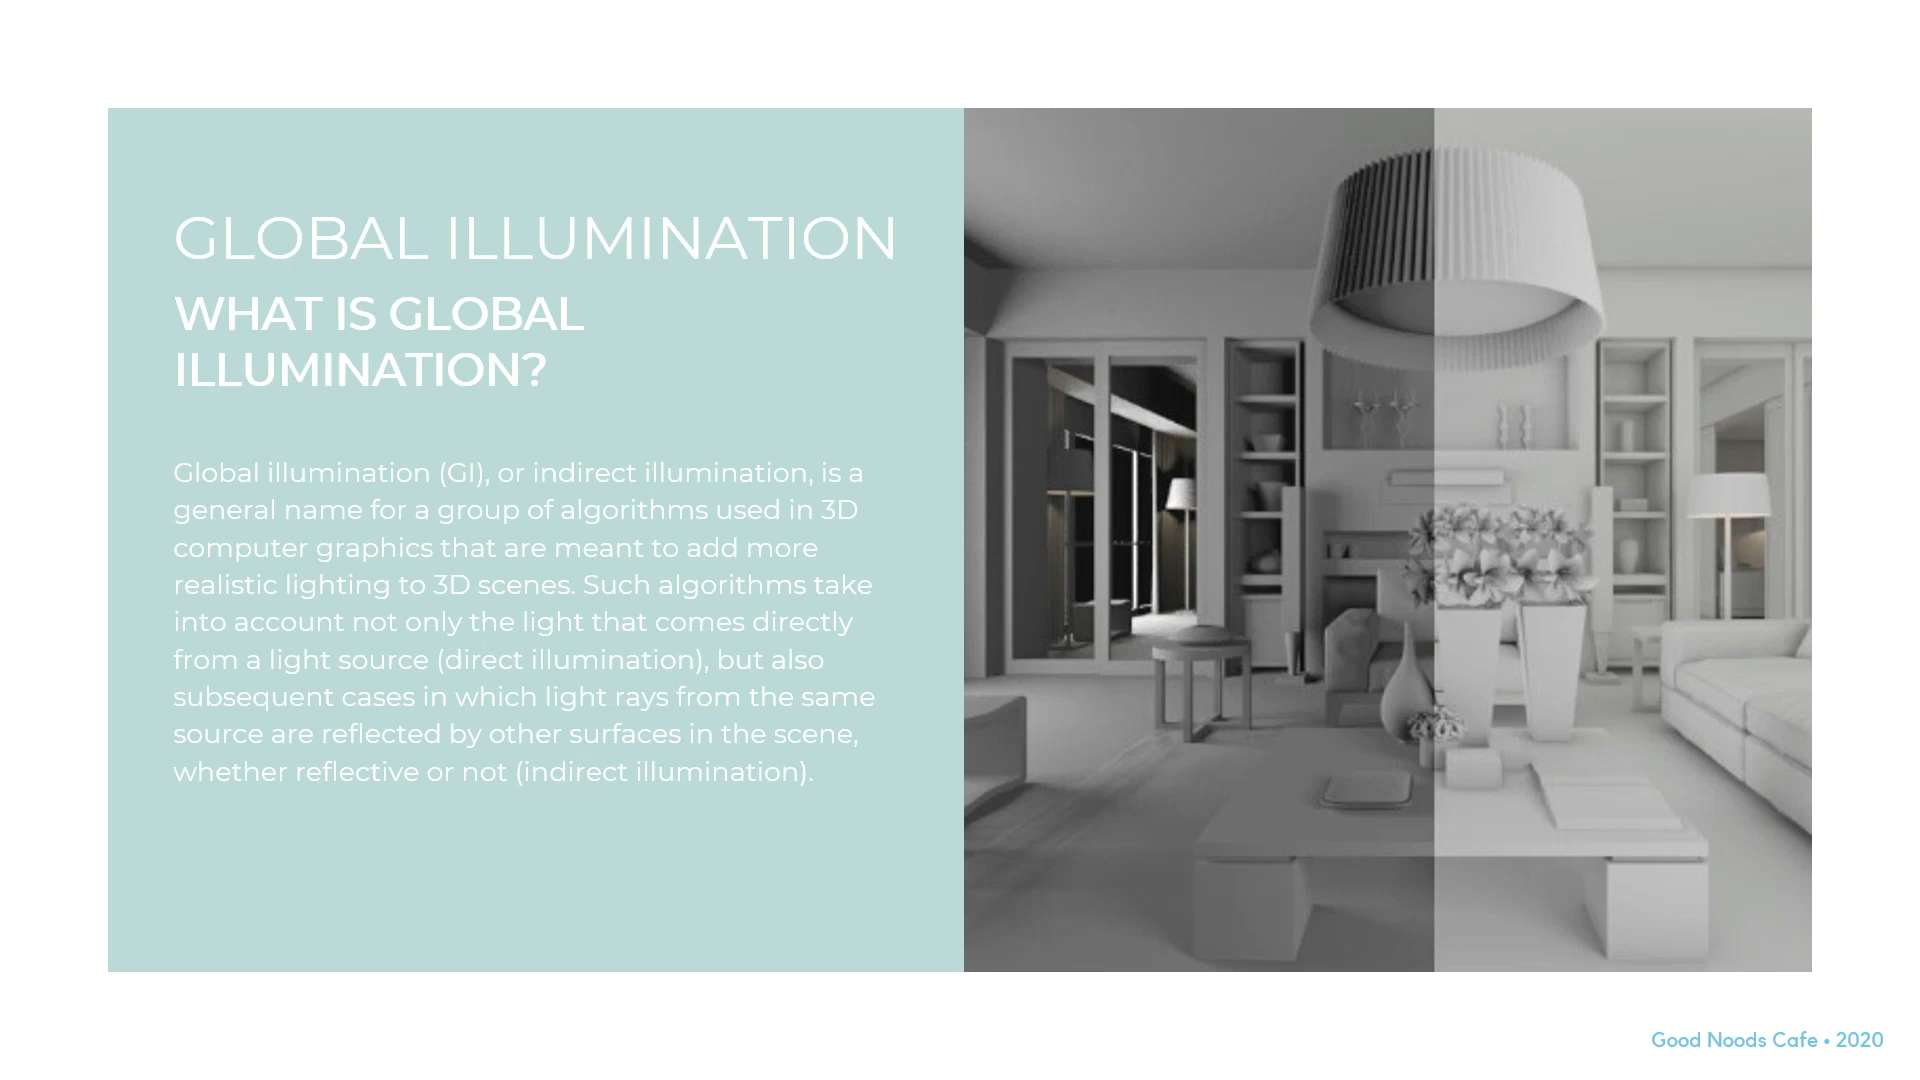 GLOBAL ILLUMINATION
WHAT IS GLOBAL
ILLUMINATION?
Global illumination (GI), or indirect illumination, is a
general name for a group of algorithms used in 3D
computer graphics that are meant to add more
realistic lighting to 3D scenes. Such algorithms take
into account not only the light that comes directly
from a light source (direct illumination), but also
subsequent cases in which light rays from the same
source are reflected by other surfaces in the scene,
whether reflective or not (indirect illumination).
Good Noods Cafe • 2020